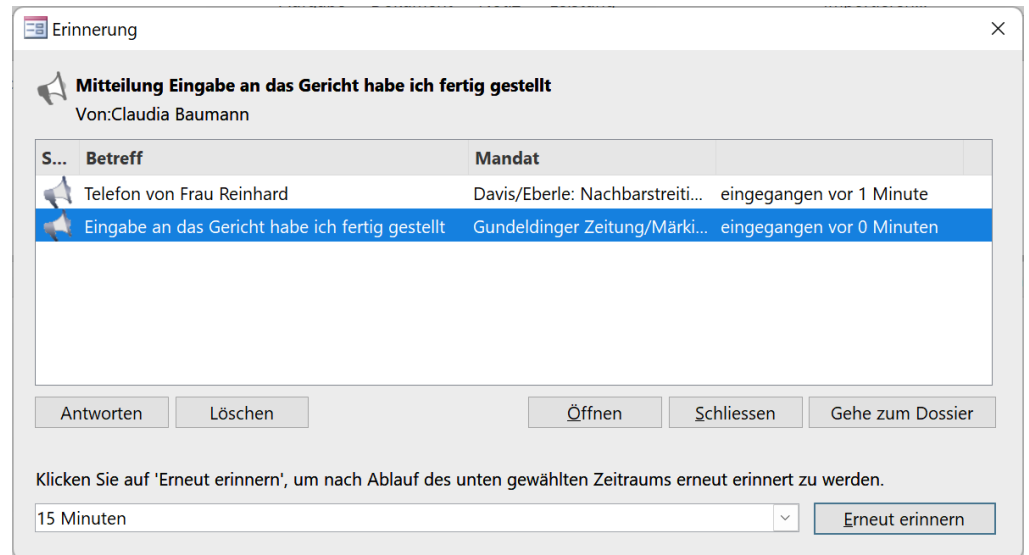 Erinnerung
Mitteilung Eingabe an das Gericht habe ich fertig gestellt
Von:Claudia Baumann
S... Betreff Mandat
Telefon von Frau Reinhard Davis/Eberle: Nachbarstreiti... eingegangen vor 1 Minute
Eingabe an das Gericht habe ich fertig gestellt Gundeldinger Zeitung/Märki... eingegangen vor 0 Minuten
Antworten Löschen Öffnen Schliessen Gehe zum Dossier
Klicken Sie auf 'Erneut erinnern', um nach Ablauf des unten gewählten Zeitraums erneut erinnert zu werden.
15 Minuten Erneut erinnern